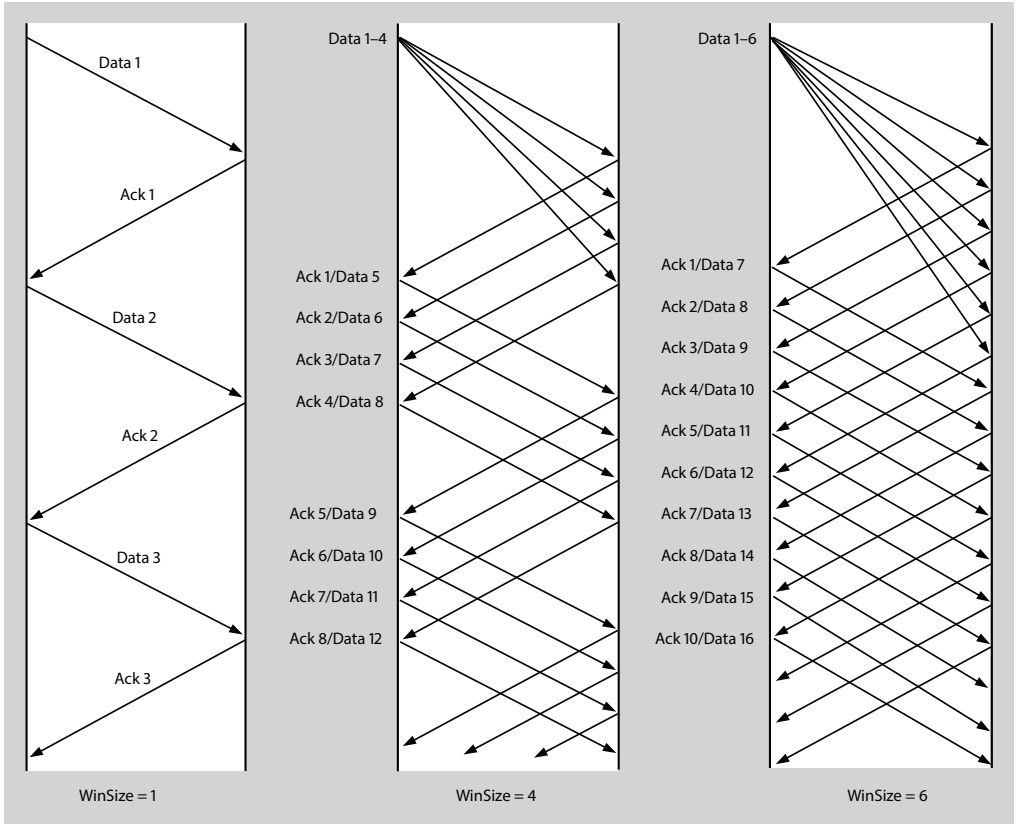 Data 1
Ack 1
Data 2
Ack 2
Data 3
Ack 3
WinSize = 1
Data 1–4
Ack 1/Data 5
Ack 2/Data 6
Ack 3/Data 7
Ack 4/Data 8
Ack 5/Data 9
Ack 6/Data 10
Ack 7/Data 11
Ack 8/Data 12
WinSize = 4
Data 1–6
Ack 1/Data 7
Ack 2/Data 8
Ack 3/Data 9
Ack 4/Data 10
Ack 5/Data 11
Ack 6/Data 12
Ack 7/Data 13
Ack 8/Data 14
Ack 9/Data 15
Ack 10/Data 16
WinSize = 6